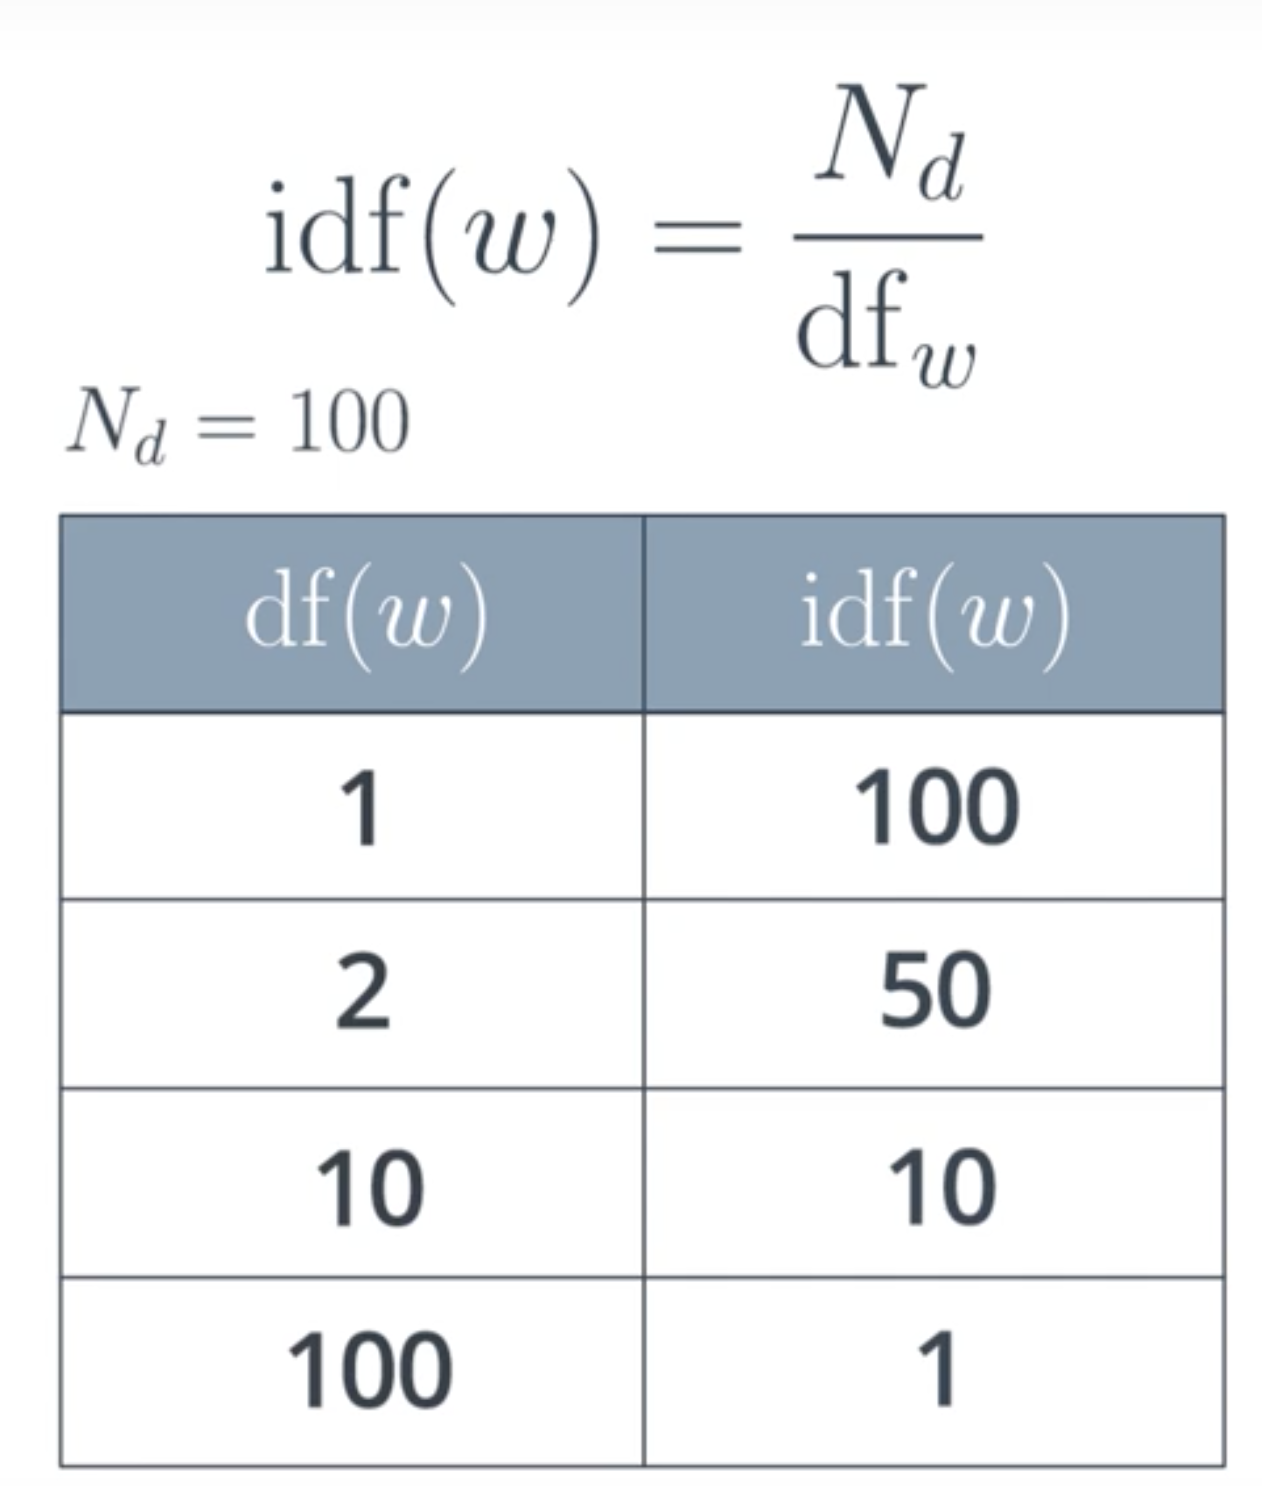 idf(w) = N_d / df_w
N_d = 100
df(w) idf(w)
1 100
2 50
10 10
100 1